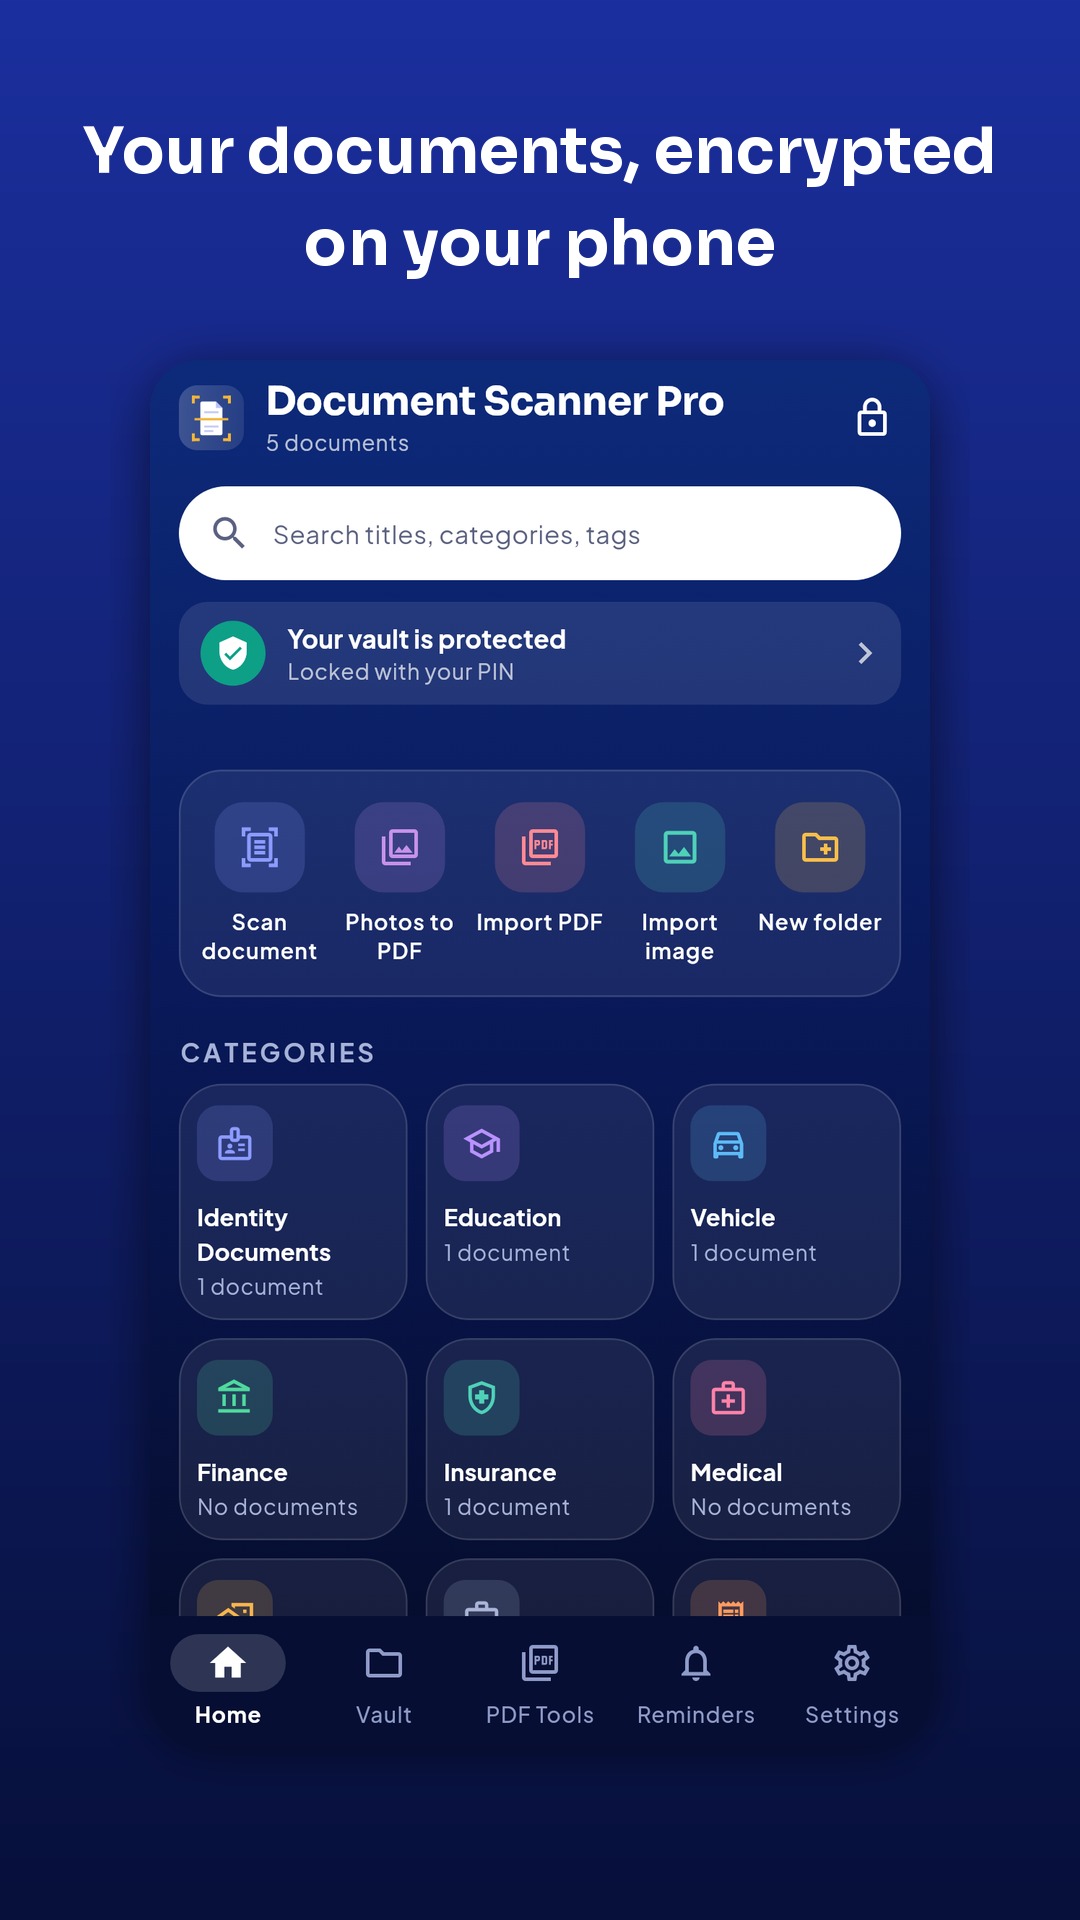 Your documents, encrypted
on your phone
Document Scanner Pro
5 documents
Search titles, categories, tags
Your vault is protected
Locked with your PIN
Scan
document
Photos to
PDF
PDF
Import PDF
Import
image
New folder
CATEGORIES
Identity
Documents
1 document
Education
1 document
Vehicle
1 document
Finance
No documents
Insurance
1 document
Medical
No documents
Home
Vault
PDF
PDF Tools
Reminders
Settings